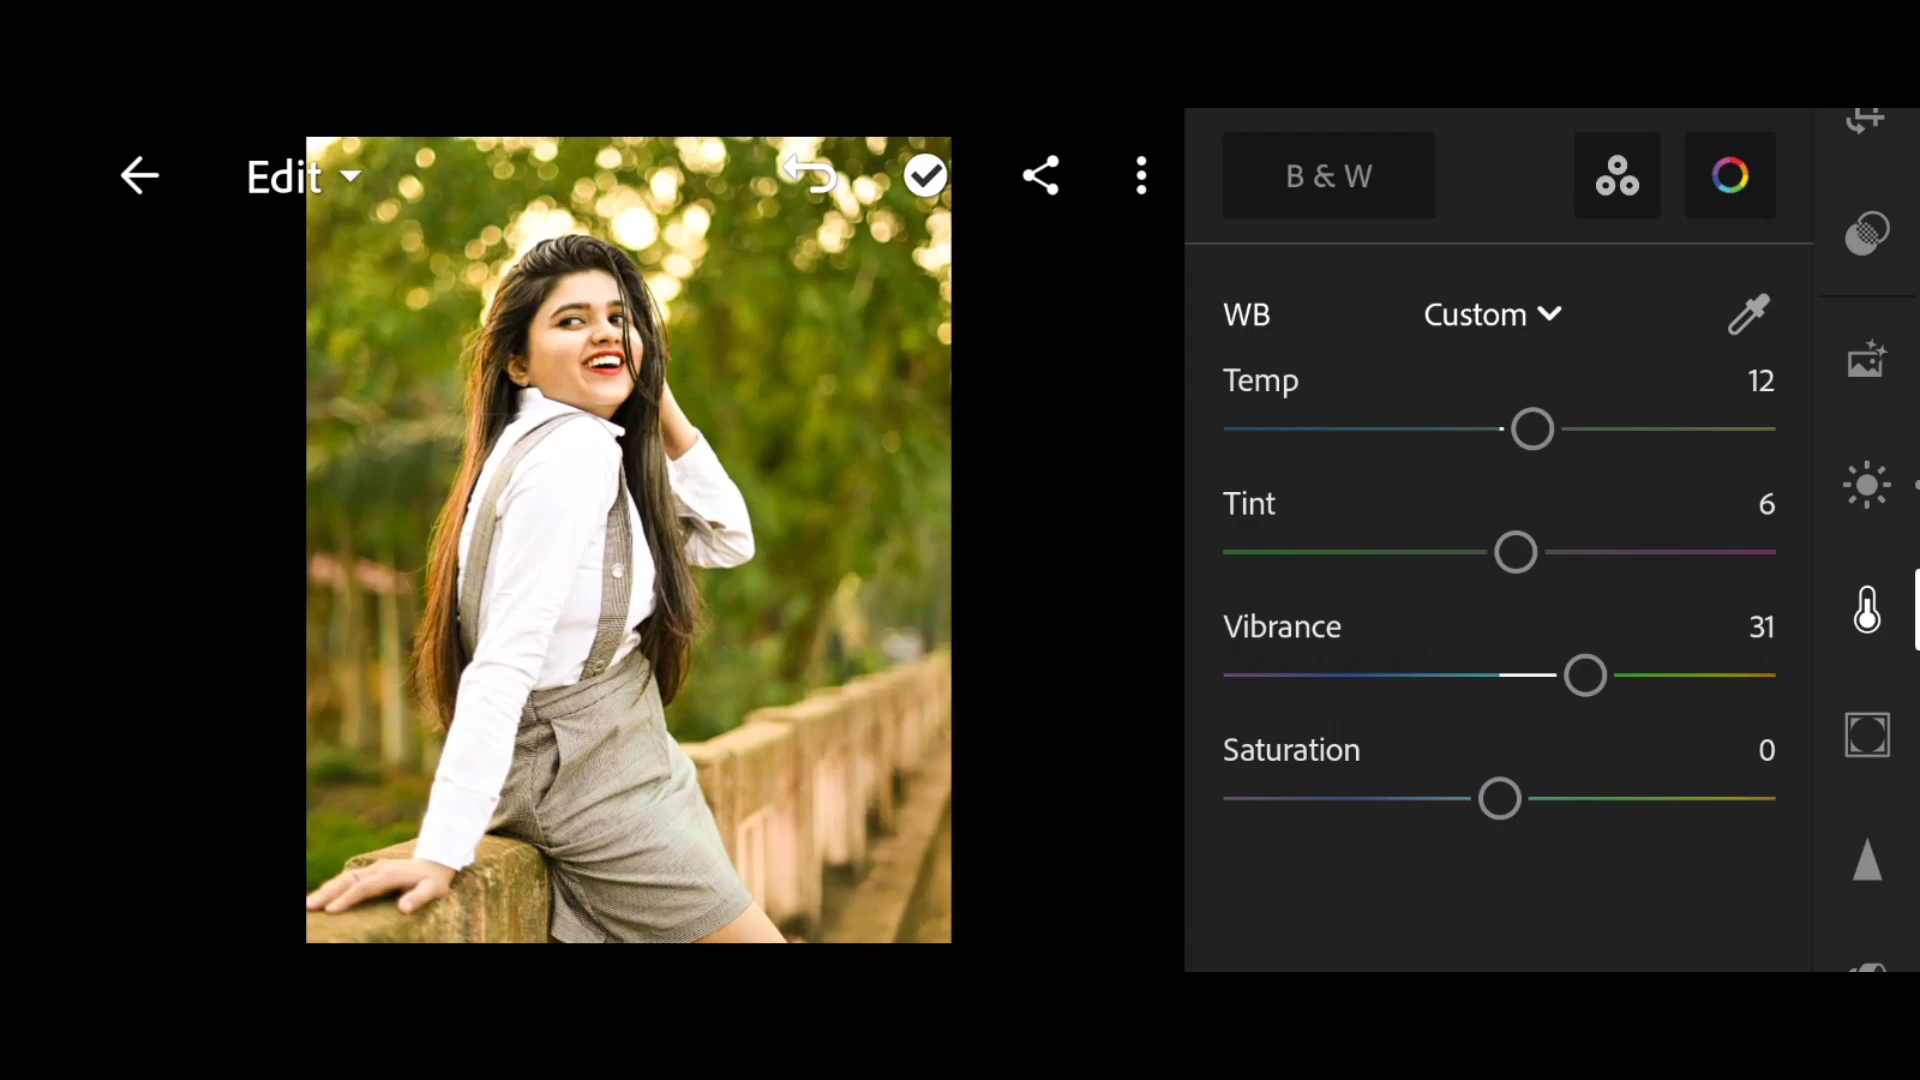 Edit
B & W
WB Custom
Temp 12
Tint 6
Vibrance 31
Saturation 0